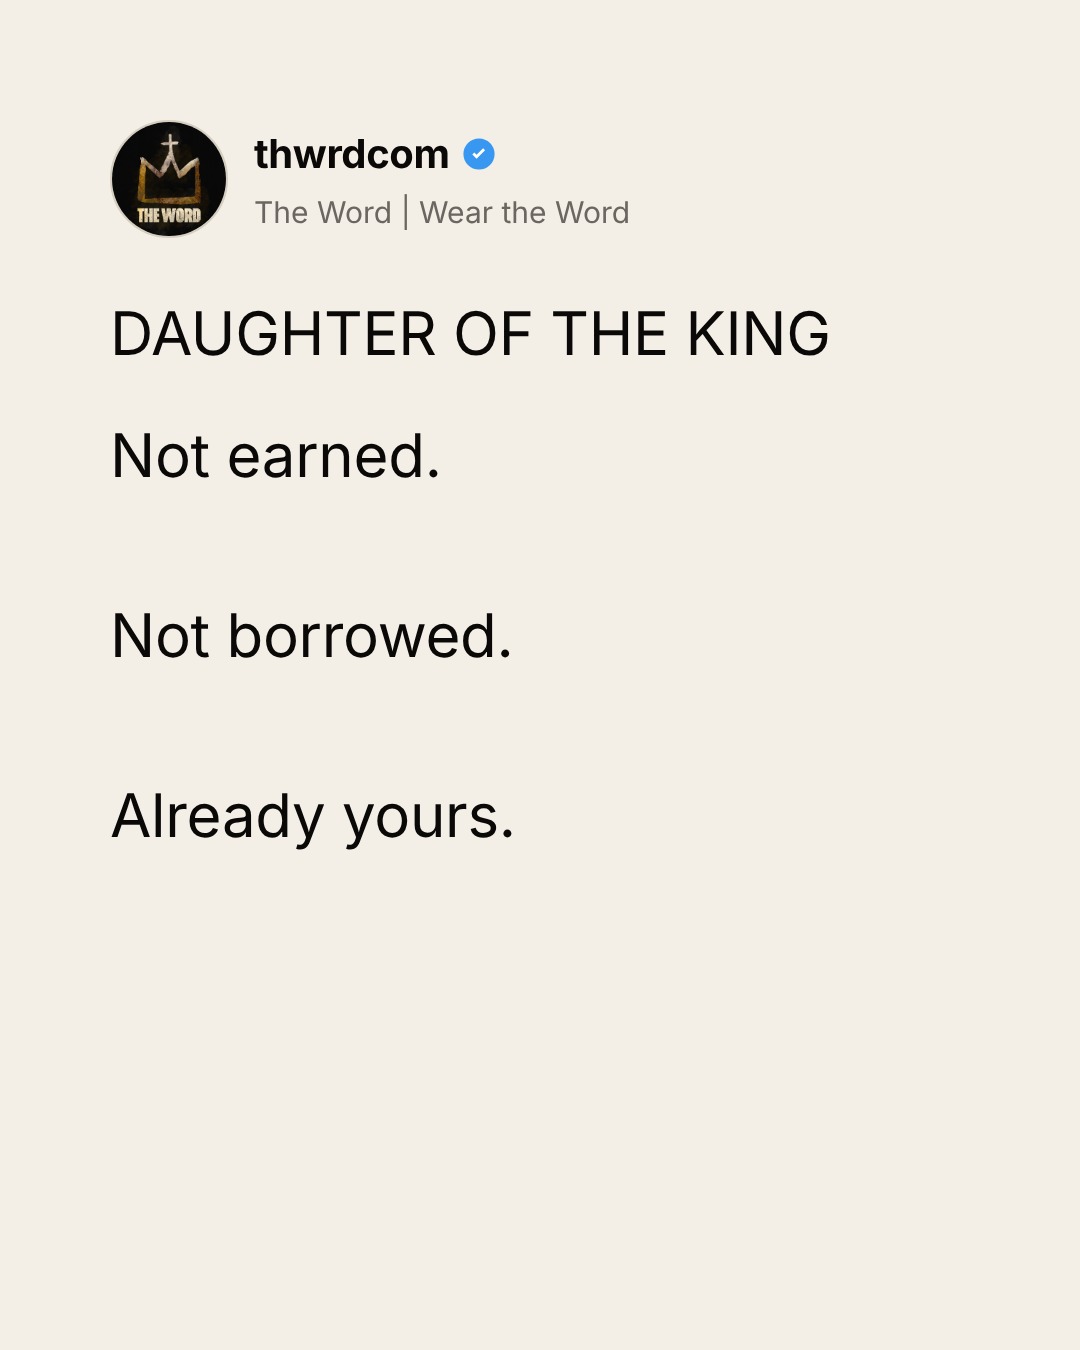 THE WORD
thwrdcom
The Word | Wear the Word
DAUGHTER OF THE KING
Not earned.
Not borrowed.
Already yours.